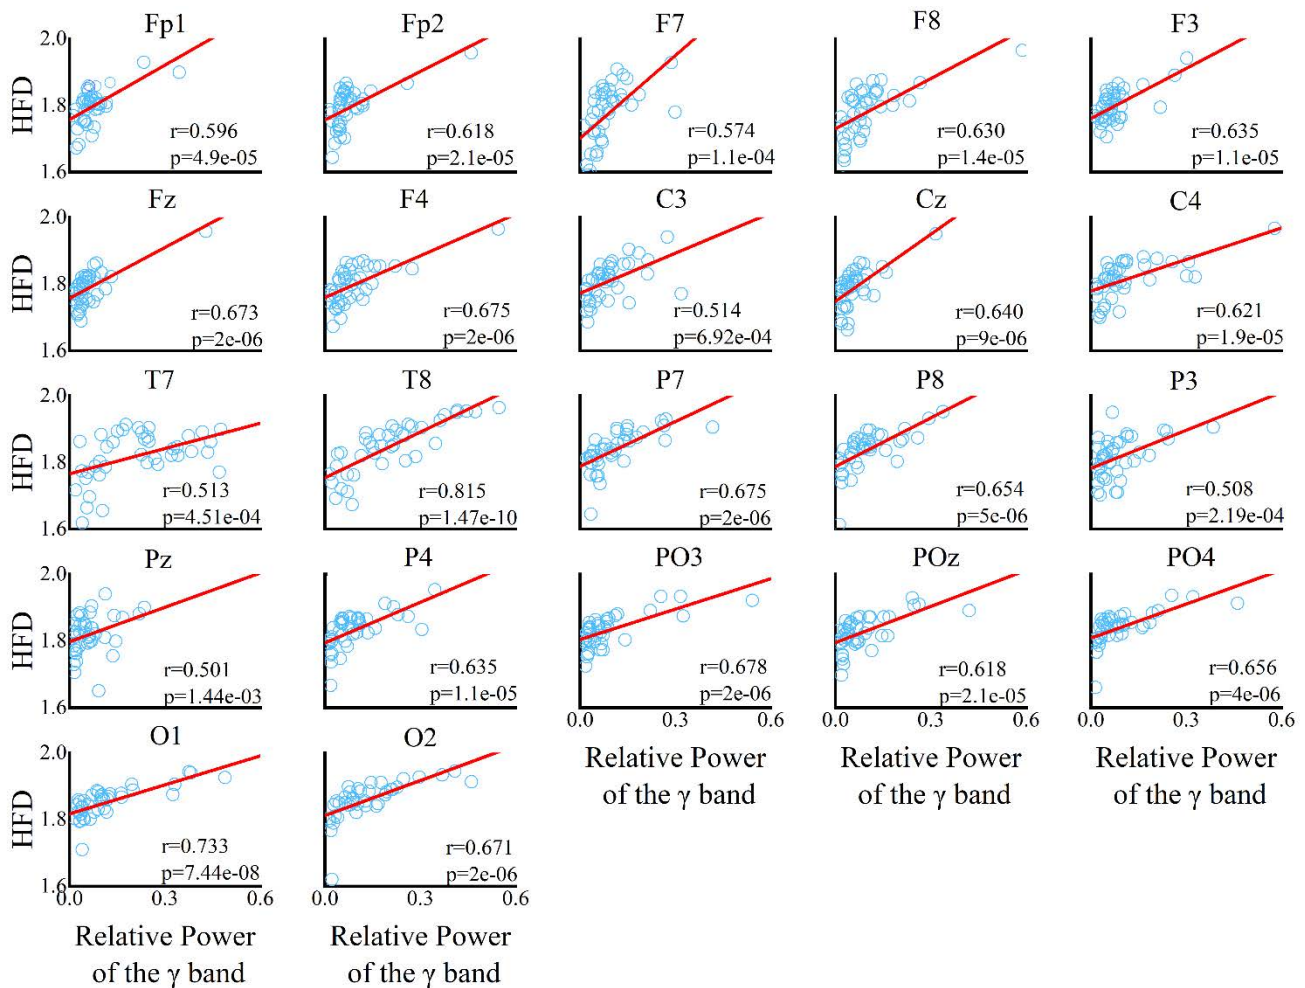 Fp1 Fp2 F7 F8 F3
HFD
2.0
1.8
1.6
r=0.596
p=4.9e-05
r=0.618
p=2.1e-05
r=0.574
p=1.1e-04
r=0.630
p=1.4e-05
r=0.635
p=1.1e-05
Fz F4 C3 Cz C4
HFD
2.0
1.8
1.6
r=0.673
p=2e-06
r=0.675
p=2e-06
r=0.514
p=6.92e-04
r=0.640
p=9e-06
r=0.621
p=1.9e-05
T7 T8 P7 P8 P3
HFD
2.0
1.8
1.6
r=0.513
p=4.51e-04
r=0.815
p=1.47e-10
r=0.675
p=2e-06
r=0.654
p=5e-06
r=0.508
p=2.19e-04
Pz P4 PO3 POz PO4
HFD
2.0
1.8
1.6
r=0.501
p=1.44e-03
r=0.635
p=1.1e-05
r=0.678
p=2e-06
r=0.618
p=2.1e-05
r=0.656
p=4e-06
0.0 0.3 0.6
0.0 0.3 0.6
0.0 0.3 0.6
Relative Power
of the γ band
Relative Power
of the γ band
Relative Power
of the γ band
O1 O2
HFD
2.0
1.8
1.6
r=0.733
p=7.44e-08
r=0.671
p=2e-06
0.0 0.3 0.6
0.0 0.3 0.6
Relative Power
of the γ band
Relative Power
of the γ band